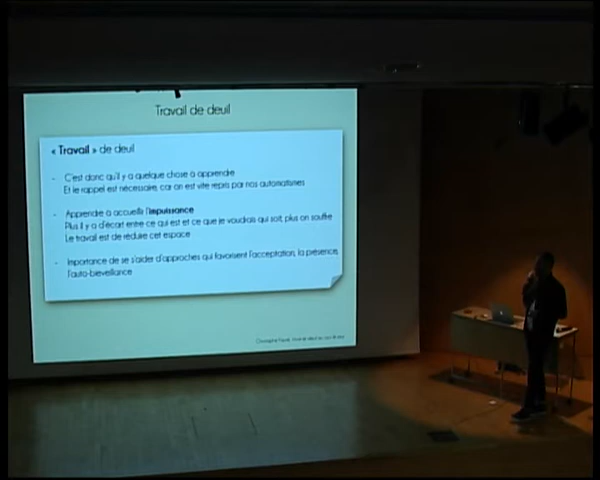 Travail de deuil
« Travail » de deuil
- C'est donc qu'il y a quelque chose à apprendre
Et le rappel est nécessaire, car on est vite repris par nos automatismes
- Apprendre à accueillir l'impuissance
Plus il y a d'écart entre ce qui est et ce que je voudrais qui soit, plus on souffre
Le travail est de réduire cet espace
- Importance de se s'aider d'approches qui favorisent l'acceptation, la présence,
l'auto-bieveillance
Christophe